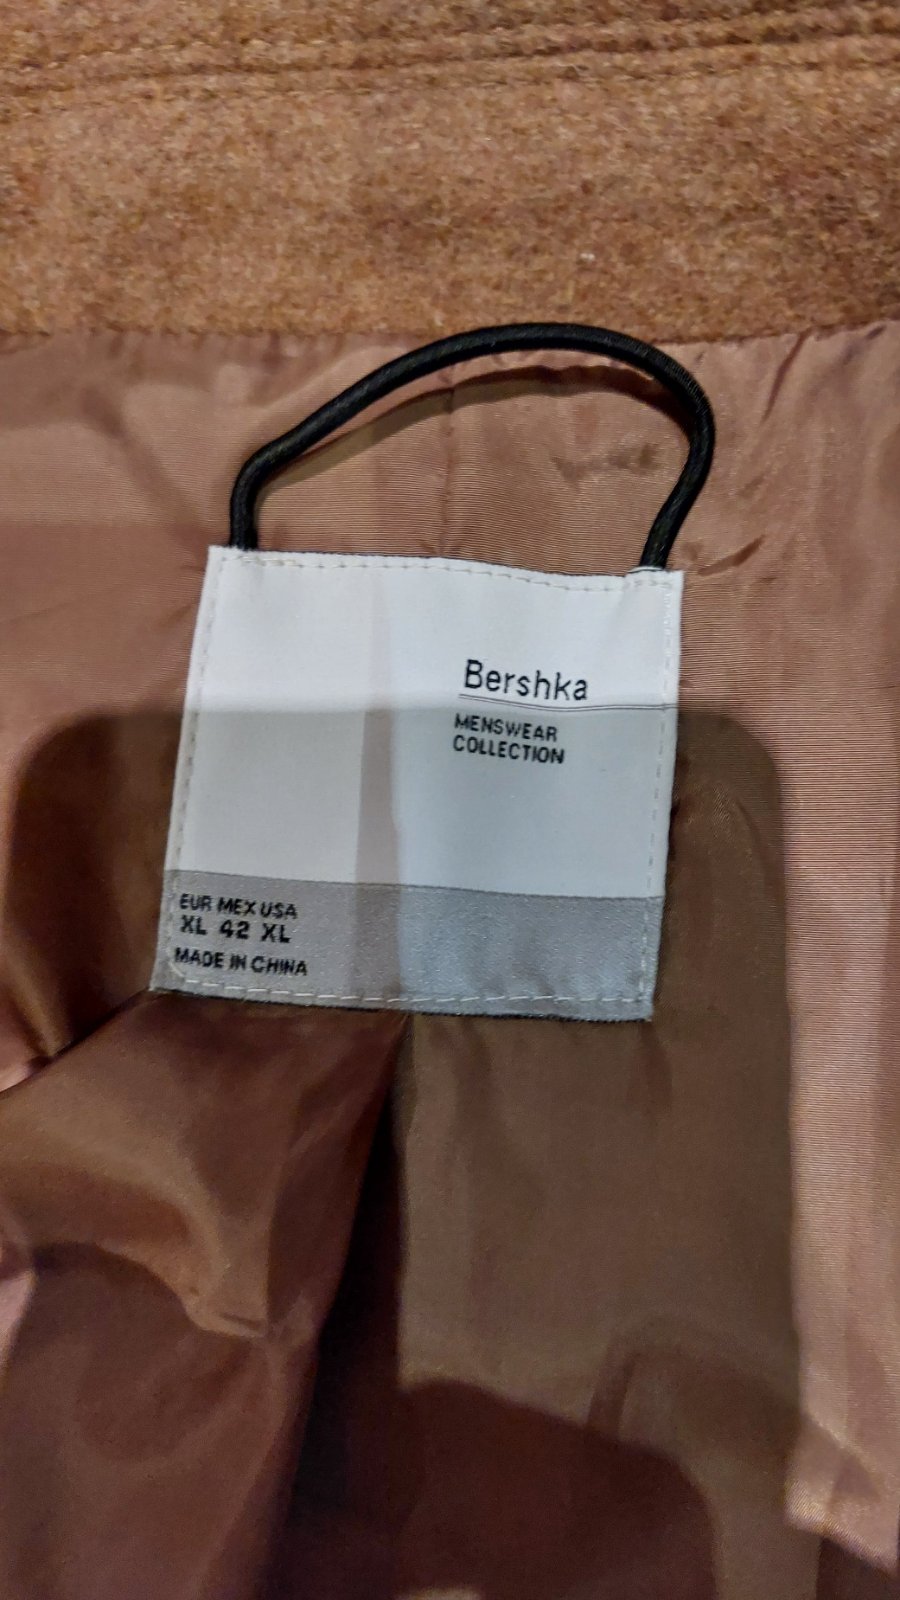 Bershka
MENSWEAR
COLLECTION
EUR MEX USA
XL 42 XL
MADE IN CHINA